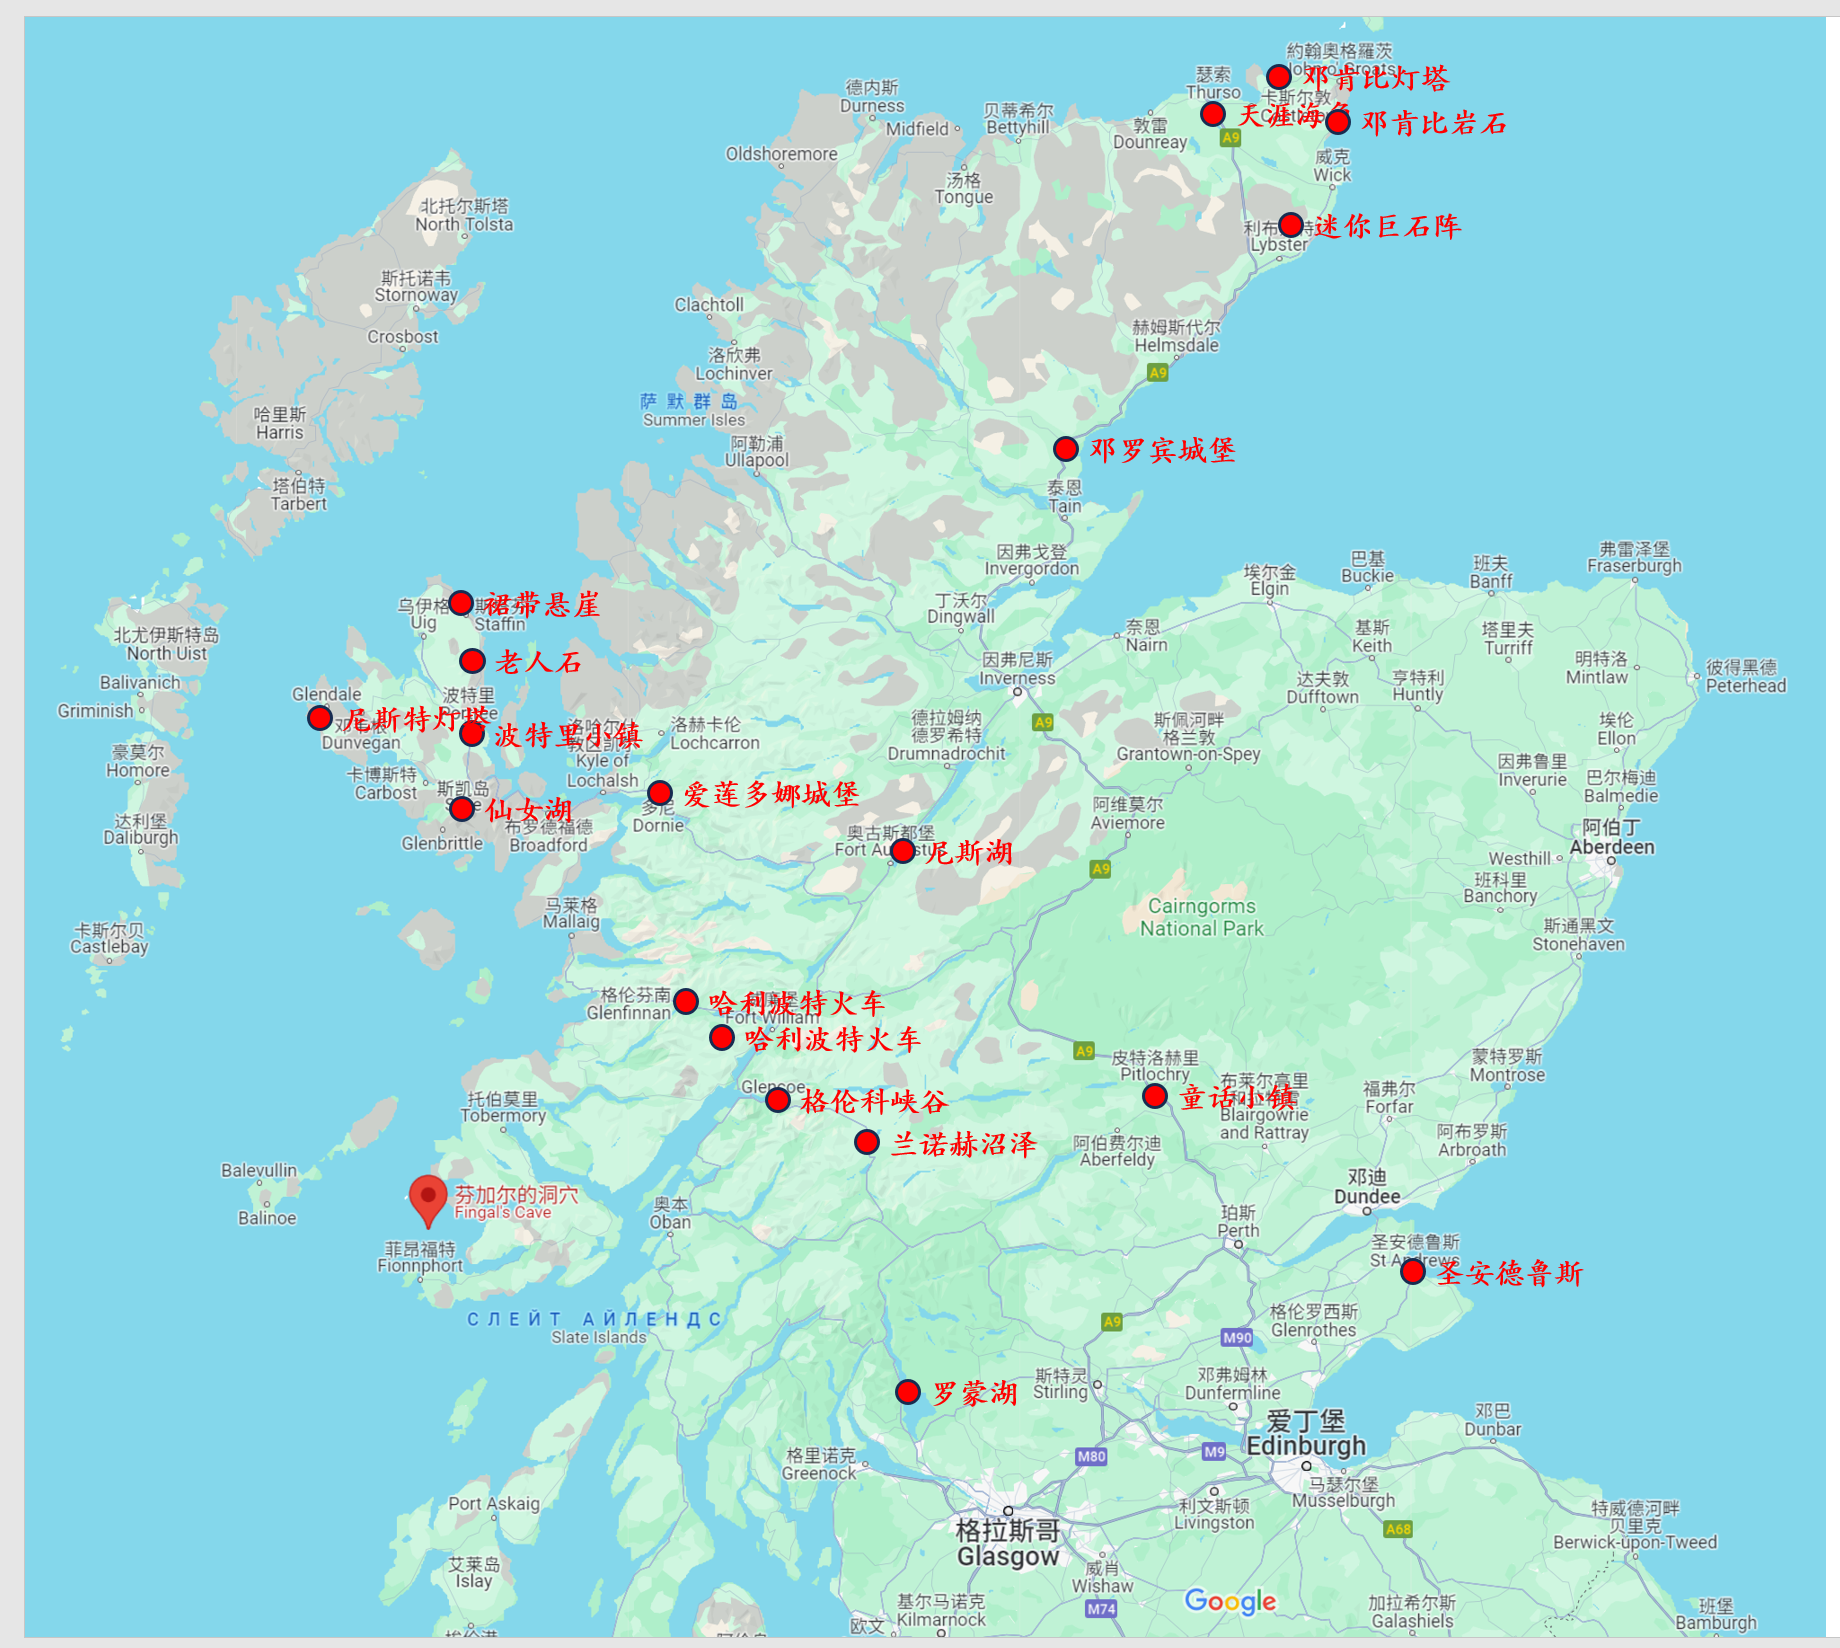 約翰奧格羅茨
邓肯比灯塔
瑟索
Thurso
卡斯尔敦
天涯海角
邓肯比岩石
A9
德内斯
Durness
贝蒂希尔
Bettyhill
Midfield
敦雷
Dounreay
Oldshoremore
威克
Wick
汤格
Tongue
北托尔斯塔
North Tolsta
迷你巨石阵
Lybster
斯托诺韦
Stornoway
Clachtoll
Crosbost
赫姆斯代尔
Helmsdale
洛欣弗
Lochinver
A9
萨默群岛
Summer Isles
哈里斯
Harris
阿勒浦
Ullapool
邓罗宾城堡
塔伯特
Tarbert
泰恩
Tain
因弗戈登
Invergordon
弗雷泽堡
Fraserburgh
巴基
Buckie
班夫
Banff
埃尔金
Elgin
裙带悬崖
乌伊格
Uig
Staffin
丁沃尔
Dingwall
北尤伊斯特岛
North Uist
奈恩
Nairn
基斯
Keith
塔里夫
Turriff
老人石
因弗尼斯
Inverness
明特洛
Mintlaw
彼得黑德
Peterhead
Balivanich
Glendale
波特里
达夫敦
Dufftown
亨特利
Huntly
Griminish
尼斯特灯塔
Dunvegan
波特里小镇
Kyle of
Lochalsh
洛赫卡伦
Lochcarron
德拉姆纳
德罗希特
Drumnadrochit
A9
斯佩河畔
格兰敦
Grantown-on-Spey
埃伦
Ellon
豪莫尔
Homore
卡博斯特
Carbost
斯凯岛
仙女湖
爱莲多娜城堡
多尼
Dornie
因弗鲁里
Inverurie
巴尔梅迪
Balmedie
达利堡
Daliburgh
Glenbrittle
布罗德福德
Broadford
奥古斯都堡
尼斯湖
阿维莫尔
Aviemore
阿伯丁
Aberdeen
A9
Westhill
班科里
Banchory
马莱格
Mallaig
Cairngorms
National Park
卡斯尔贝
Castlebay
斯通黑文
Stonehaven
格伦芬南
Glenfinnan
哈利波特火车
Fort William
哈利波特火车
A9
皮特洛赫里
Pitlochry
蒙特罗斯
Montrose
Glencoe
格伦科峡谷
童话小镇
布莱尔高里
Blairgowrie
and Rattray
福弗尔
Forfar
托伯莫里
Tobermory
兰诺赫沼泽
阿伯费尔迪
Aberfeldy
阿布罗斯
Arbroath
Balevullin
Balinoe
芬加尔的洞穴
Fingal's Cave
奥本
Oban
邓迪
Dundee
珀斯
Perth
菲昂福特
Fionnphort
圣安德鲁斯
St Andrews
圣安德鲁斯
СЛЕЙТ АЙЛЕНДС
Slate Islands
A9
M90
格伦罗西斯
Glenrothes
罗蒙湖
斯特灵
Stirling
邓弗姆林
Dunfermline
爱丁堡
Edinburgh
邓巴
Dunbar
格里诺克
Greenock
M80
M9
马瑟尔堡
Musselburgh
Port Askaig
利文斯顿
Livingston
格拉斯哥
Glasgow
特威德河畔
贝里克
Berwick-upon-Tweed
A68
艾莱岛
Islay
威肖
Wishaw
基尔马诺克
Kilmarnock
M74
Google
加拉希尔斯
Galashiels
班堡
Bamburgh
欧文